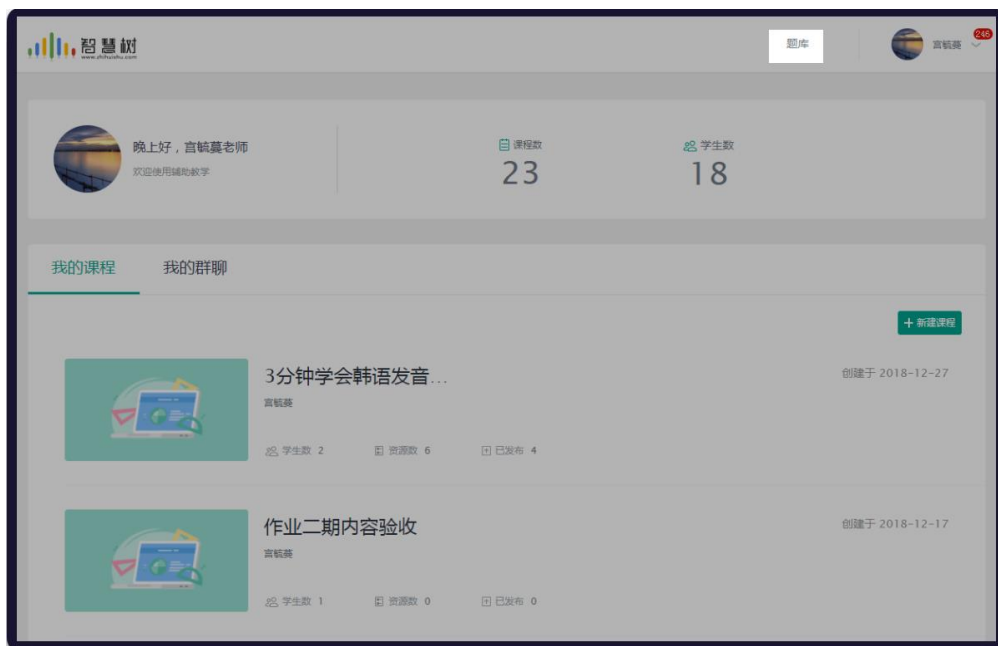 智慧树
www.zhihuishu.com
题库
宫毓蔓
246
晚上好，宫毓蔓老师
欢迎使用辅助教学
课程数
23
学生数
18
我的课程
我的群聊
+ 新建课程
3分钟学会韩语发音...
创建于 2018-12-27
宫毓蔓
学生数 2
资源数 6
已发布 4
作业二期内容验收
创建于 2018-12-17
宫毓蔓
学生数 1
资源数 0
已发布 0